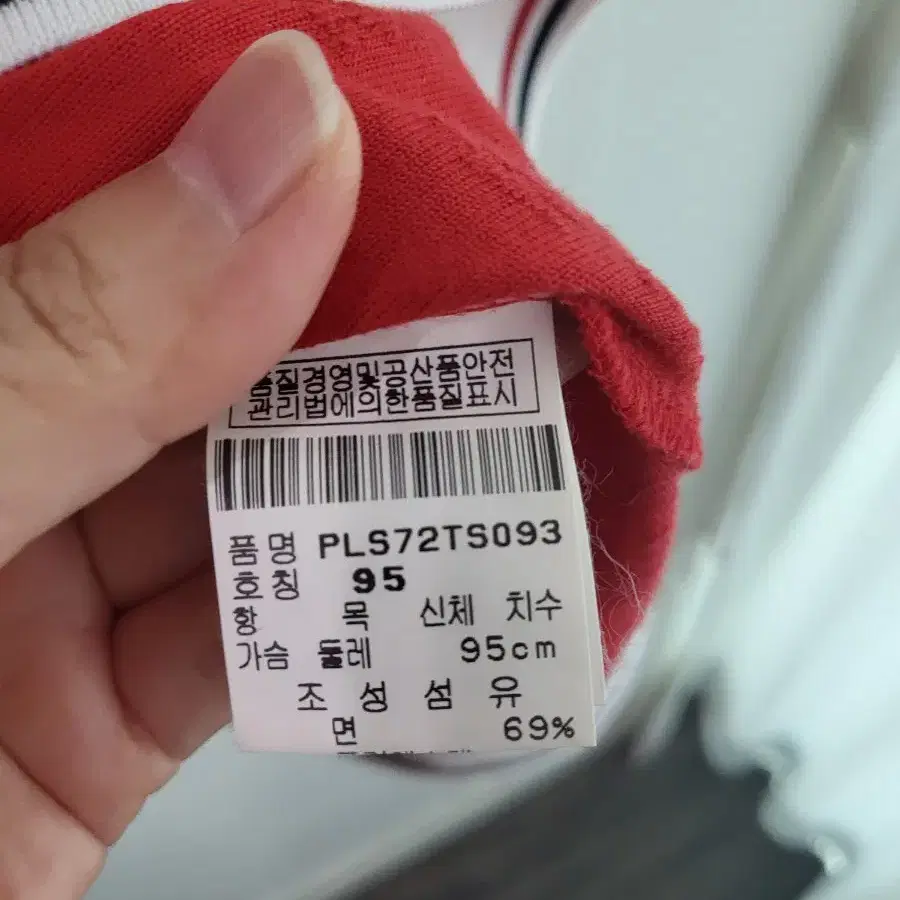 품질경영및공산품안전
관리법에의한품질표시
품명 PLS72TS093
호칭 95
항 목 신체 치수
가슴 둘레 95cm
조 성 섬 유
면 69%